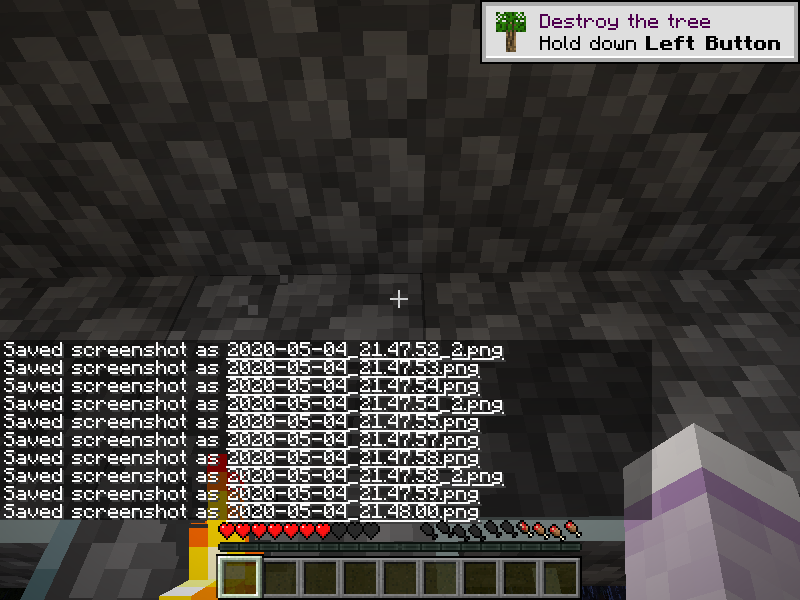 Destroy the tree
Hold down Left Button
Saved screenshot as 2020-05-04_21.47.52_2.png
Saved screenshot as 2020-05-04_21.47.53.png
Saved screenshot as 2020-05-04_21.47.54.png
Saved screenshot as 2020-05-04_21.47.54_2.png
Saved screenshot as 2020-05-04_21.47.55.png
Saved screenshot as 2020-05-04_21.47.57.png
Saved screenshot as 2020-05-04_21.47.58.png
Saved screenshot as 2020-05-04_21.47.58_2.png
Saved screenshot as 2020-05-04_21.47.59.png
Saved screenshot as 2020-05-04_21.48.00.png